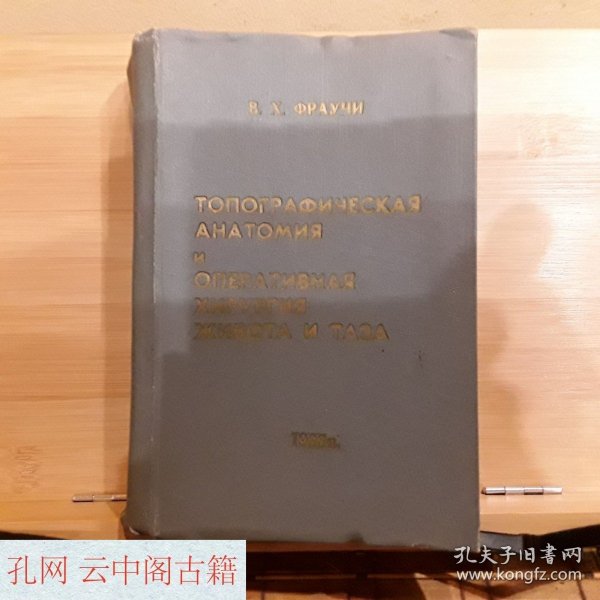 В. Х. ФРАУЧИ
ТОПОГРАФИЧЕСКАЯ
АНАТОМИЯ
И
ОПЕРАТИВНАЯ
ХИРУРГИЯ
ЖИВОТА И ТАЗА
孔网 云中阁古籍
孔夫子旧书网
www.kongfz.com